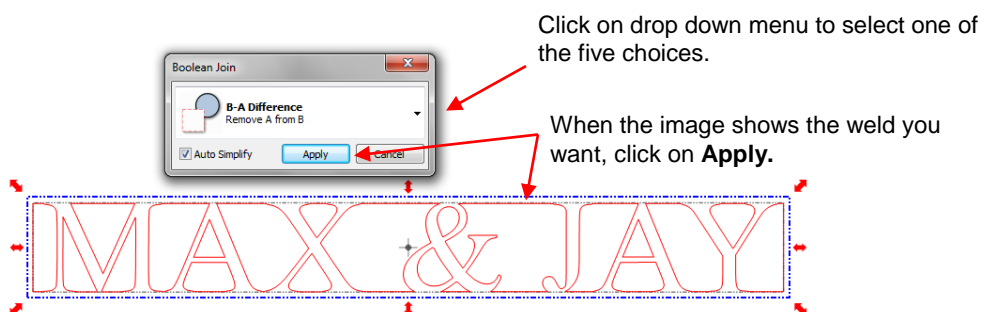 Click on drop down menu to select one of
the five choices.
Boolean Join
B-A Difference
Remove A from B
When the image shows the weld you
want, click on Apply.
Auto Simplify
Apply
Cancel
MAX & JAY